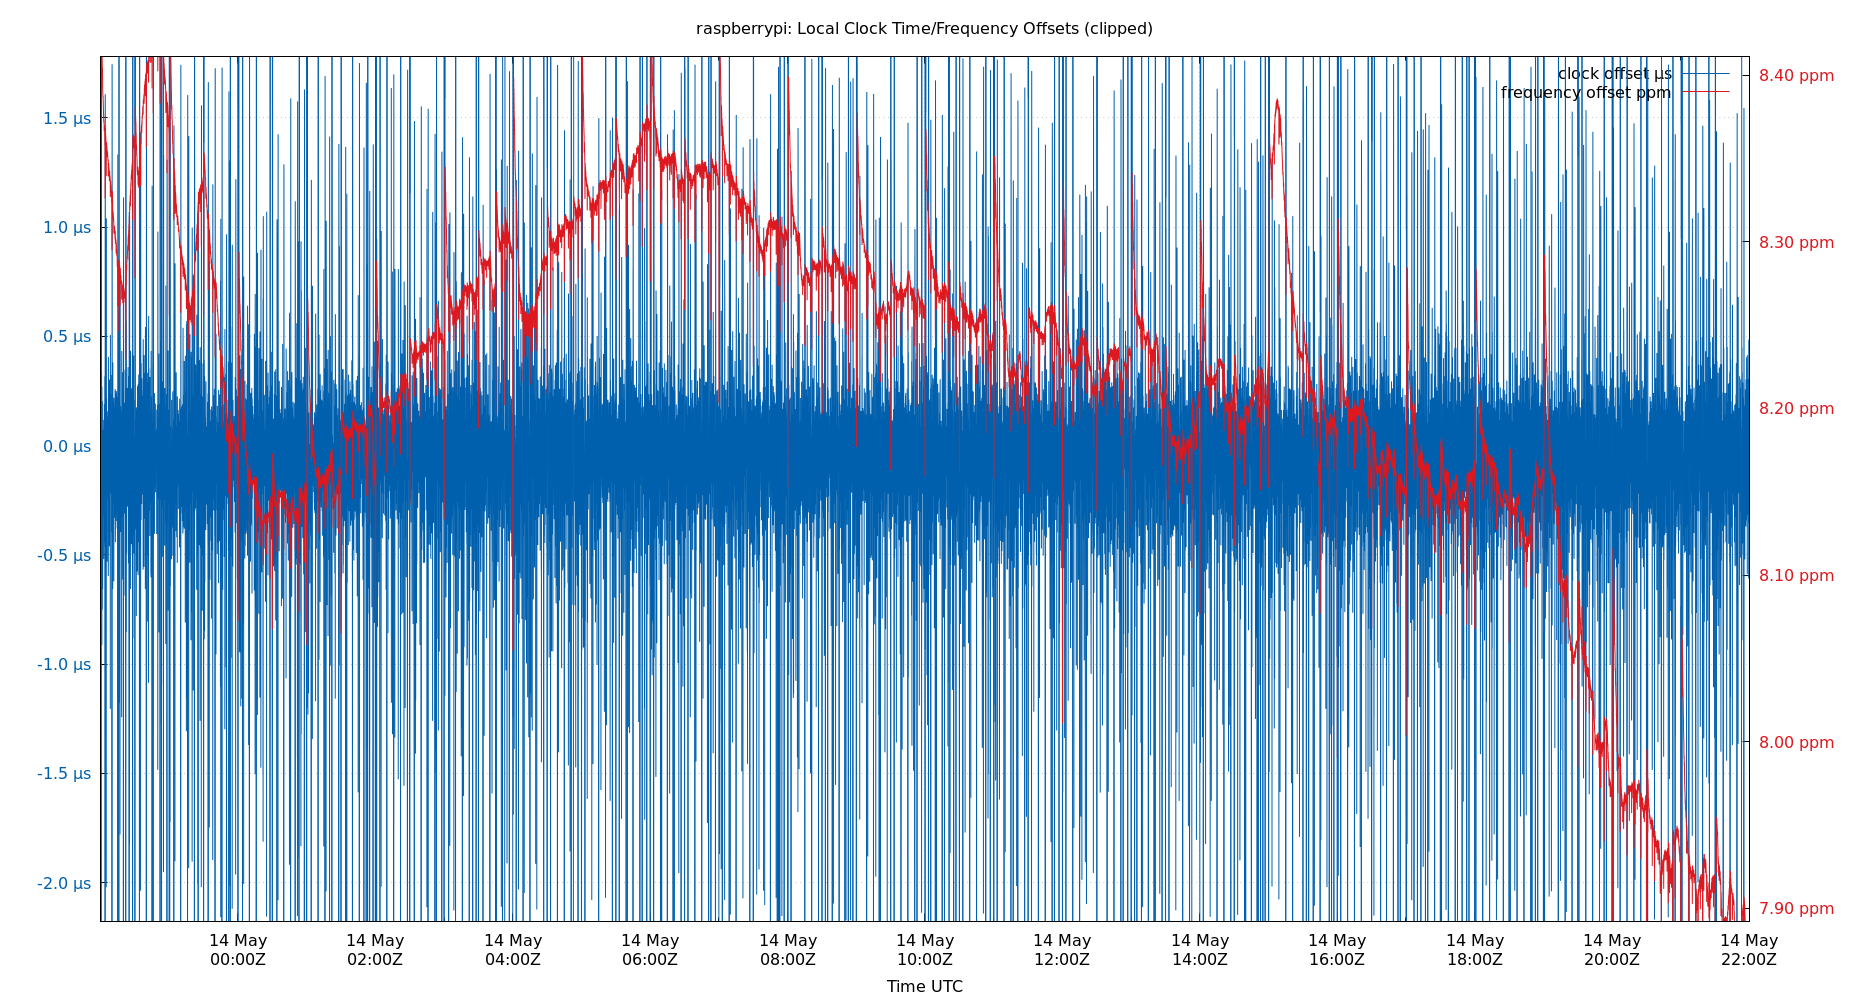 raspberrypi: Local Clock Time/Frequency Offsets (clipped)
clock offset µs
frequency offset ppm
1.5 µs
1.0 µs
0.5 µs
0.0 µs
-0.5 µs
-1.0 µs
-1.5 µs
-2.0 µs
8.40 ppm
8.30 ppm
8.20 ppm
8.10 ppm
8.00 ppm
7.90 ppm
14 May 14 May 14 May 14 May 14 May 14 May 14 May 14 May 14 May 14 May 14 May 14 May
00:00Z 02:00Z 04:00Z 06:00Z 08:00Z 10:00Z 12:00Z 14:00Z 16:00Z 18:00Z 20:00Z 22:00Z
Time UTC